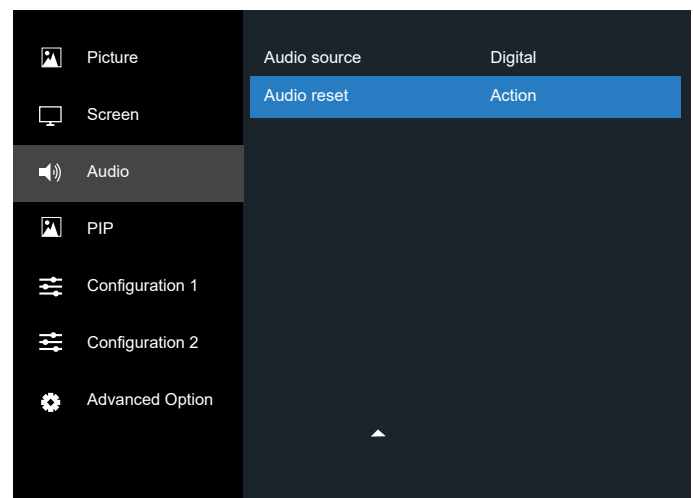 Picture
Screen
Audio
PIP
Configuration 1
Configuration 2
Advanced Option
Audio source Digital
Audio reset Action